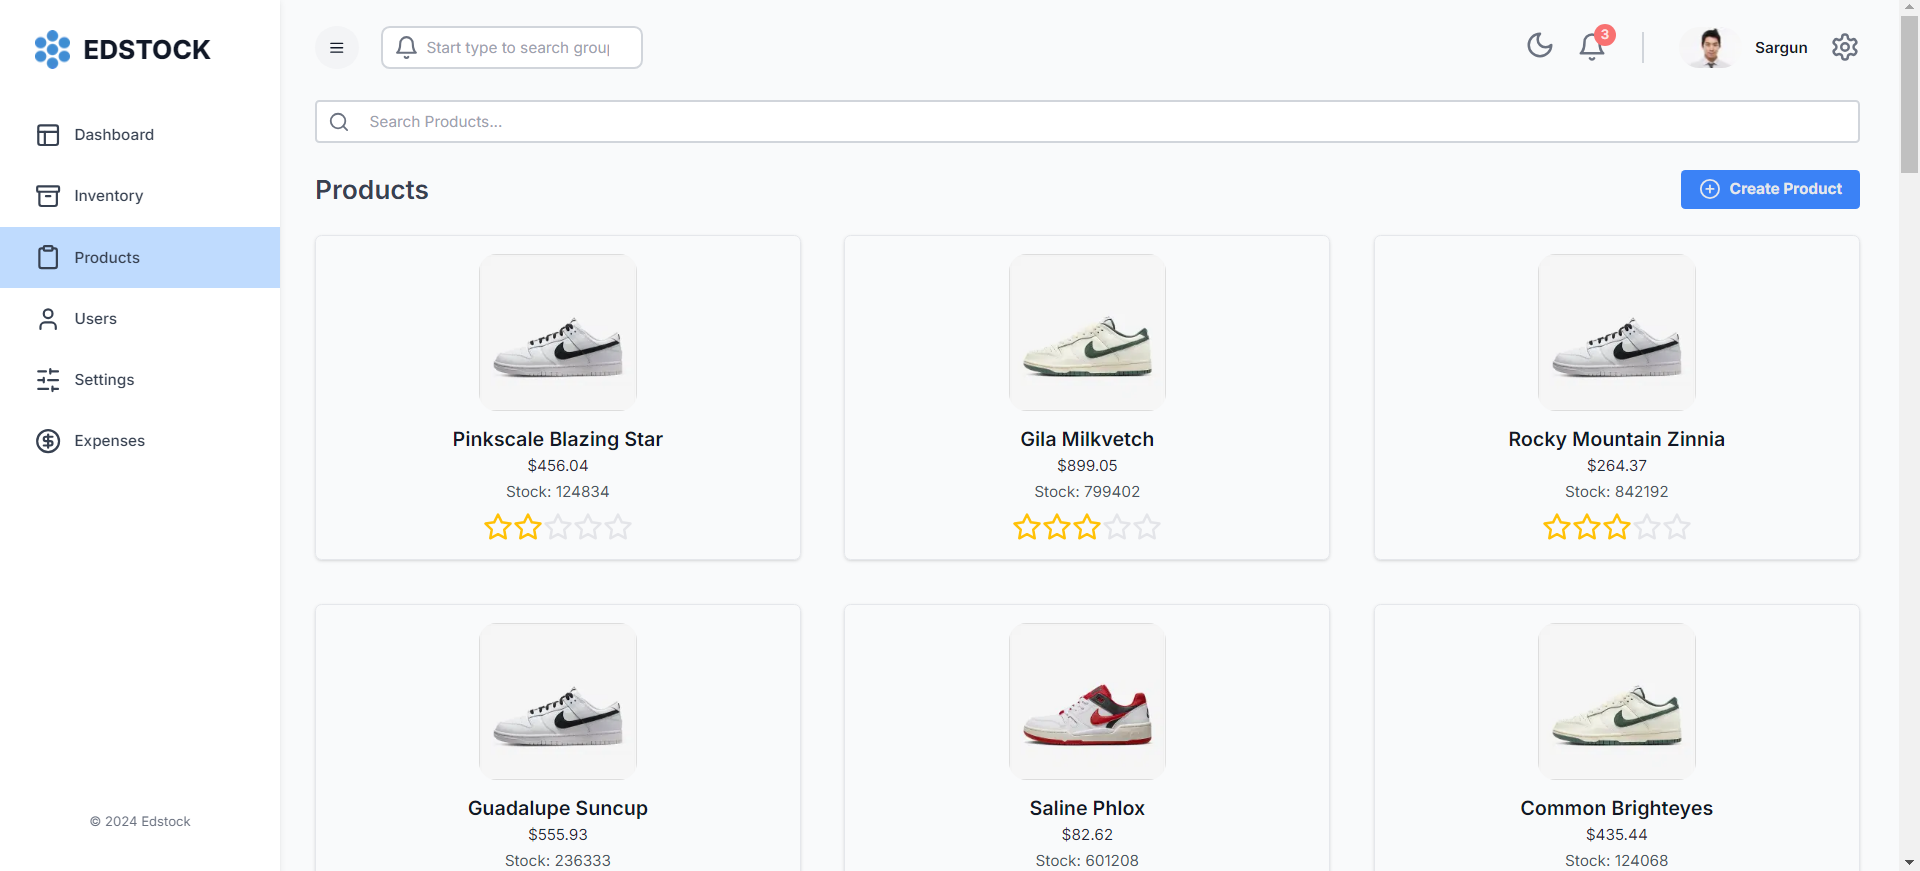 EDSTOCK
Start type to search grou
3
Sargun
Dashboard
Inventory
Products
Users
Settings
Expenses
© 2024 Edstock
Search Products...
Products
Create Product
Pinkscale Blazing Star
$456.04
Stock: 124834
Gila Milkvetch
$899.05
Stock: 799402
Rocky Mountain Zinnia
$264.37
Stock: 842192
Guadalupe Suncup
$555.93
Stock: 236333
Saline Phlox
$82.62
Stock: 601208
Common Brighteyes
$435.44
Stock: 124068